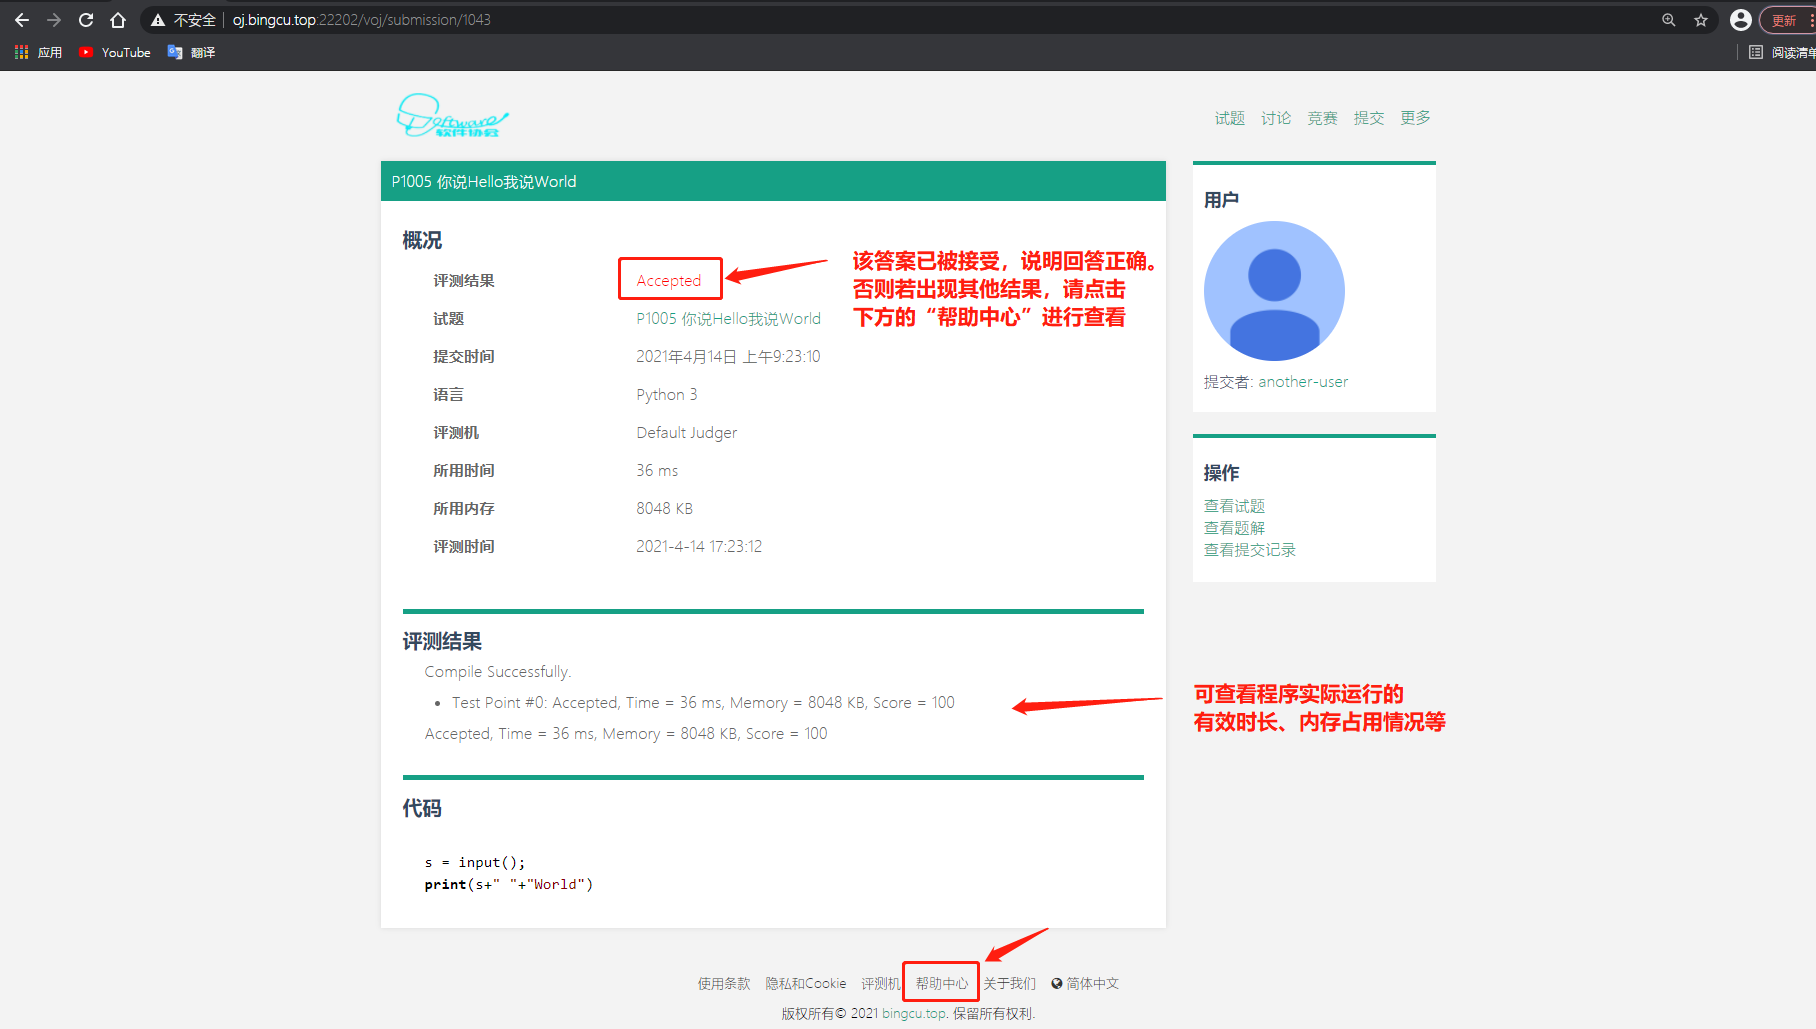 不安全 oj.bingcu.top:22202/voj/submission/1043
更新
应用 YouTube 翻译
阅读清单
Software
软件协会
试题 讨论 竞赛 提交 更多
P1005 你说Hello我说World
概况
评测结果 Accepted
试题 P1005 你说Hello我说World
提交时间 2021年4月14日 上午9:23:10
语言 Python 3
评测机 Default Judger
所用时间 36 ms
所用内存 8048 KB
评测时间 2021-4-14 17:23:12
该答案已被接受，说明回答正确。
否则若出现其他结果，请点击
下方的“帮助中心”进行查看
评测结果
Compile Successfully.
Test Point #0: Accepted, Time = 36 ms, Memory = 8048 KB, Score = 100
Accepted, Time = 36 ms, Memory = 8048 KB, Score = 100
代码
s = input();
print(s+" "+"World")
用户
提交者: another-user
操作
查看试题
查看题解
查看提交记录
可查看程序实际运行的
有效时长、内存占用情况等
使用条款 隐私和Cookie 评测机 帮助中心 关于我们 简体中文
版权所有© 2021 bingcu.top. 保留所有权利.